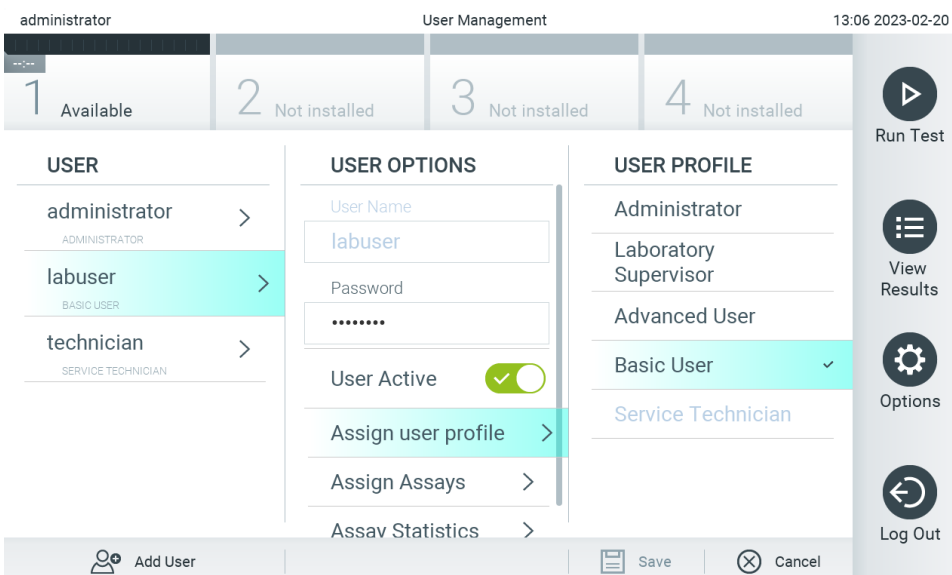 administrator
User Management
13:06 2023-02-20
--:--
1 Available
2 Not installed
3 Not installed
4 Not installed
USER
administrator
ADMINISTRATOR
labuser
BASIC USER
technician
SERVICE TECHNICIAN
Add User
USER OPTIONS
User Name
labuser
Password
••••••••
User Active
Assign user profile
Assign Assays
Assay Statistics
USER PROFILE
Administrator
Laboratory
Supervisor
Advanced User
Basic User
Service Technician
Save
Cancel
Run Test
View
Results
Options
Log Out